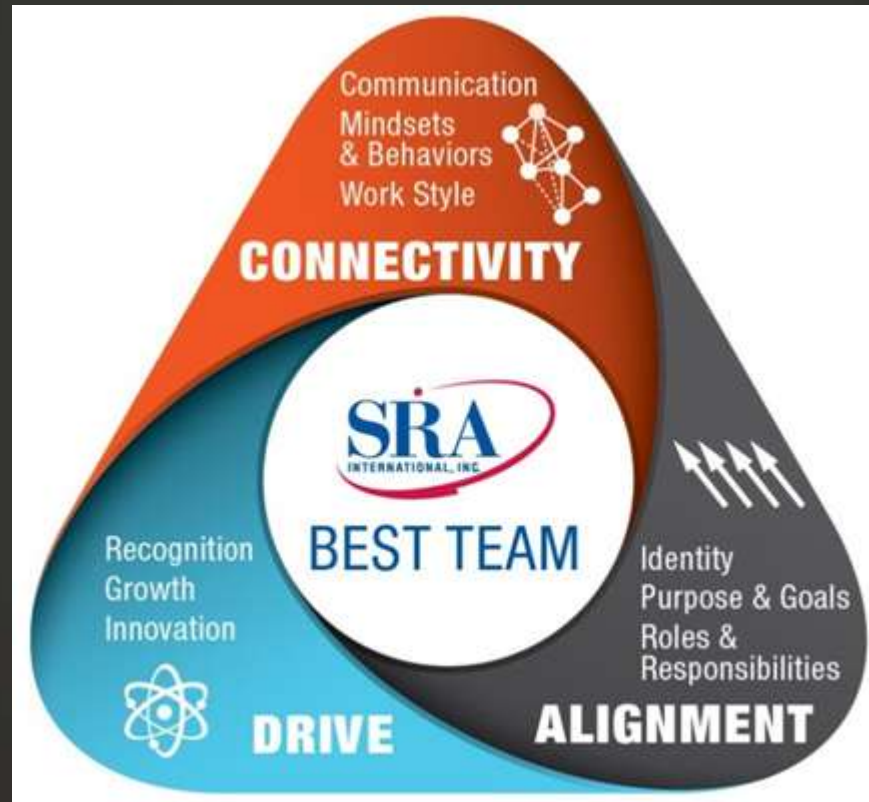 Communication
Mindsets
& Behaviors
Work Style
CONNECTIVITY
SRA
INTERNATIONAL, INC.
BEST TEAM
Recognition
Growth
Innovation
DRIVE
Identity
Purpose & Goals
Roles &
Responsibilities
ALIGNMENT